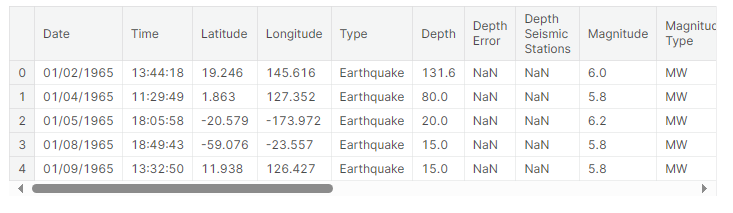 Date Time Latitude Longitude Type Depth Depth Error Depth Seismic Stations Magnitude Magnituc Type
0 01/02/1965 13:44:18 19.246 145.616 Earthquake 131.6 NaN NaN 6.0 MW
1 01/04/1965 11:29:49 1.863 127.352 Earthquake 80.0 NaN NaN 5.8 MW
2 01/05/1965 18:05:58 -20.579 -173.972 Earthquake 20.0 NaN NaN 6.2 MW
3 01/08/1965 18:49:43 -59.076 -23.557 Earthquake 15.0 NaN NaN 5.8 MW
4 01/09/1965 13:32:50 11.938 126.427 Earthquake 15.0 NaN NaN 5.8 MW